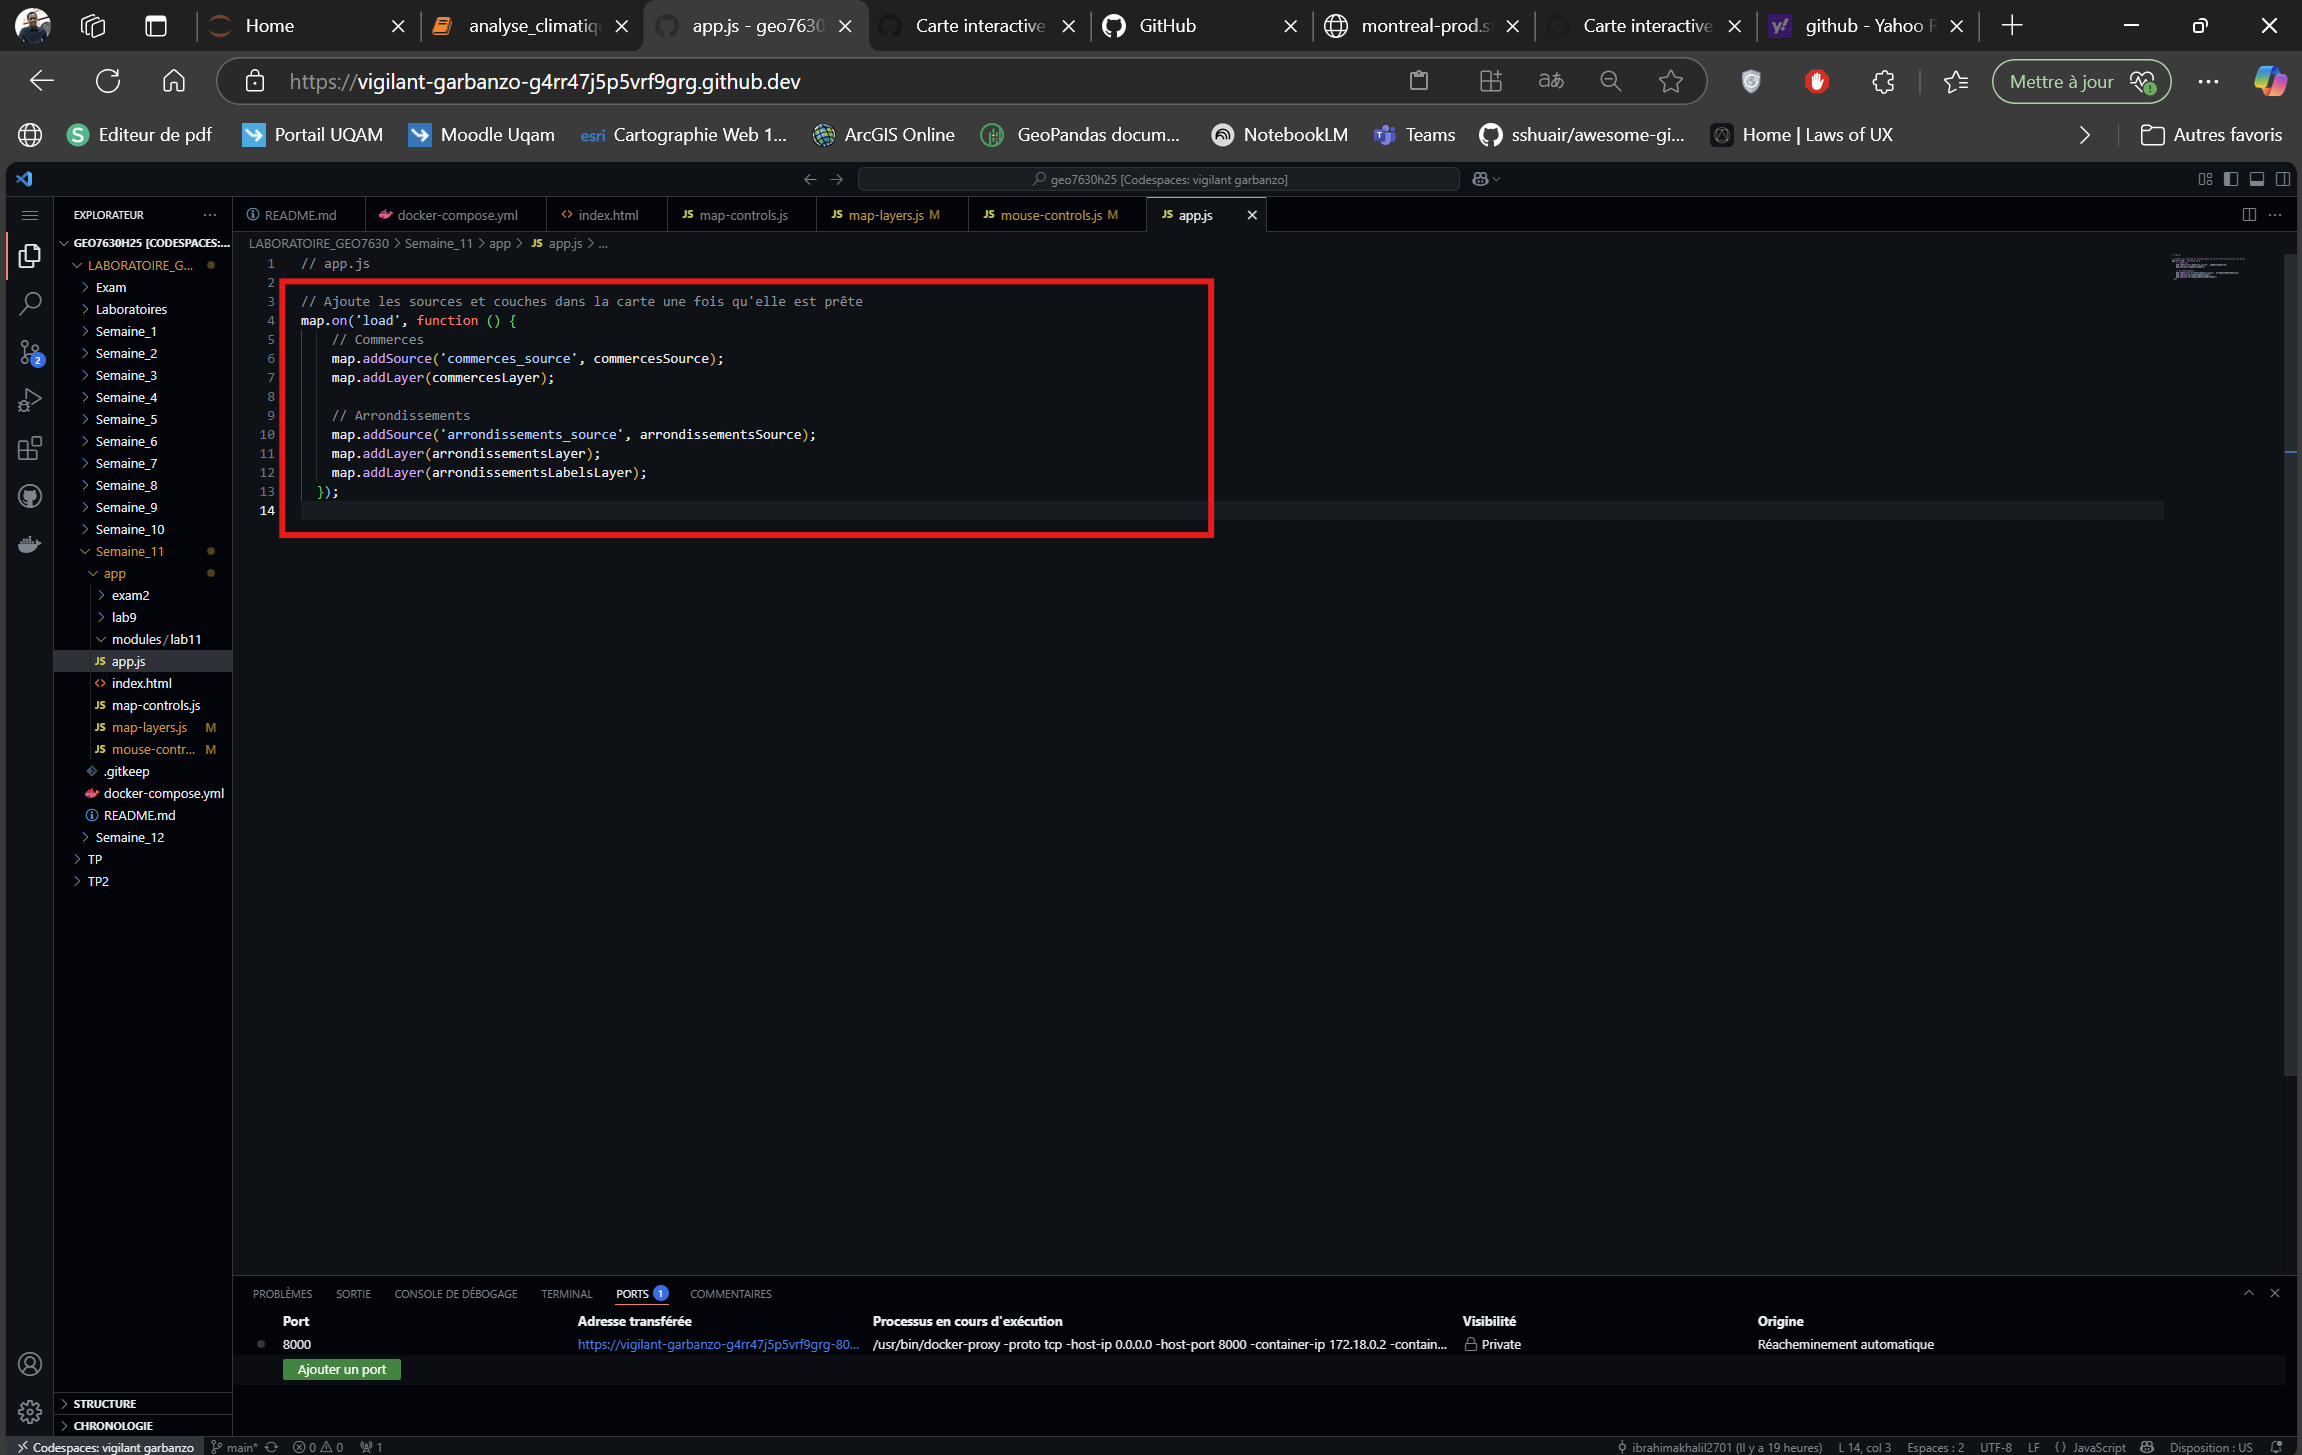 Home
analyse_climatiqu
app.js - geo7630
Carte interactive
GitHub
montreal-prod.s
Carte interactive
github - Yahoo R
https://vigilant-garbanzo-g4rr47j5p5vrf9grg.github.dev
Mettre à jour
Editeur de pdf
Portail UQAM
Moodle Uqam
esri Cartographie Web 1...
ArcGIS Online
GeoPandas docum...
NotebookLM
Teams
sshuair/awesome-gi...
Home | Laws of UX
Autres favoris
geo7630h25 [Codespaces: vigilant garbanzo]
EXPLORATEUR
README.md
docker-compose.yml
index.html
JS map-controls.js
JS map-layers.js M
JS mouse-controls.js M
JS app.js
GEO7630H25 [CODESPACES:...
LABORATOIRE_G...
Exam
Laboratoires
Semaine_1
Semaine_2
Semaine_3
Semaine_4
Semaine_5
Semaine_6
Semaine_7
Semaine_8
Semaine_9
Semaine_10
Semaine_11
app
exam2
lab9
modules / lab11
JS app.js
index.html
JS map-controls.js
JS map-layers.js M
JS mouse-contr... M
.gitkeep
docker-compose.yml
README.md
Semaine_12
TP
TP2
STRUCTURE
CHRONOLOGIE
LABORATOIRE_GEO7630 > Semaine_11 > app > JS app.js > ...
1 // app.js
2
3 // Ajoute les sources et couches dans la carte une fois qu'elle est prête
4 map.on('load', function () {
5 // Commerces
6 map.addSource('commerces_source', commercesSource);
7 map.addLayer(commercesLayer);
8
9 // Arrondissements
10 map.addSource('arrondissements_source', arrondissementsSource);
11 map.addLayer(arrondissementsLayer);
12 map.addLayer(arrondissementsLabelsLayer);
13 });
14
PROBLÈMES SORTIE CONSOLE DE DÉBOGAGE TERMINAL PORTS 1 COMMENTAIRES
Port Adresse transférée Processus en cours d'exécution Visibilité Origine
8000 https://vigilant-garbanzo-g4rr47j5p5vrf9grg-80... /usr/bin/docker-proxy -proto tcp -host-ip 0.0.0.0 -host-port 8000 -container-ip 172.18.0.2 -contain... Private Réacheminement automatique
Ajouter un port
Codespaces: vigilant garbanzo main* 0 0 1 ibrahimakhalil2701 (Il y a 19 heures) L 14, col 3 Espaces : 2 UTF-8 LF {} JavaScript Disposition : US